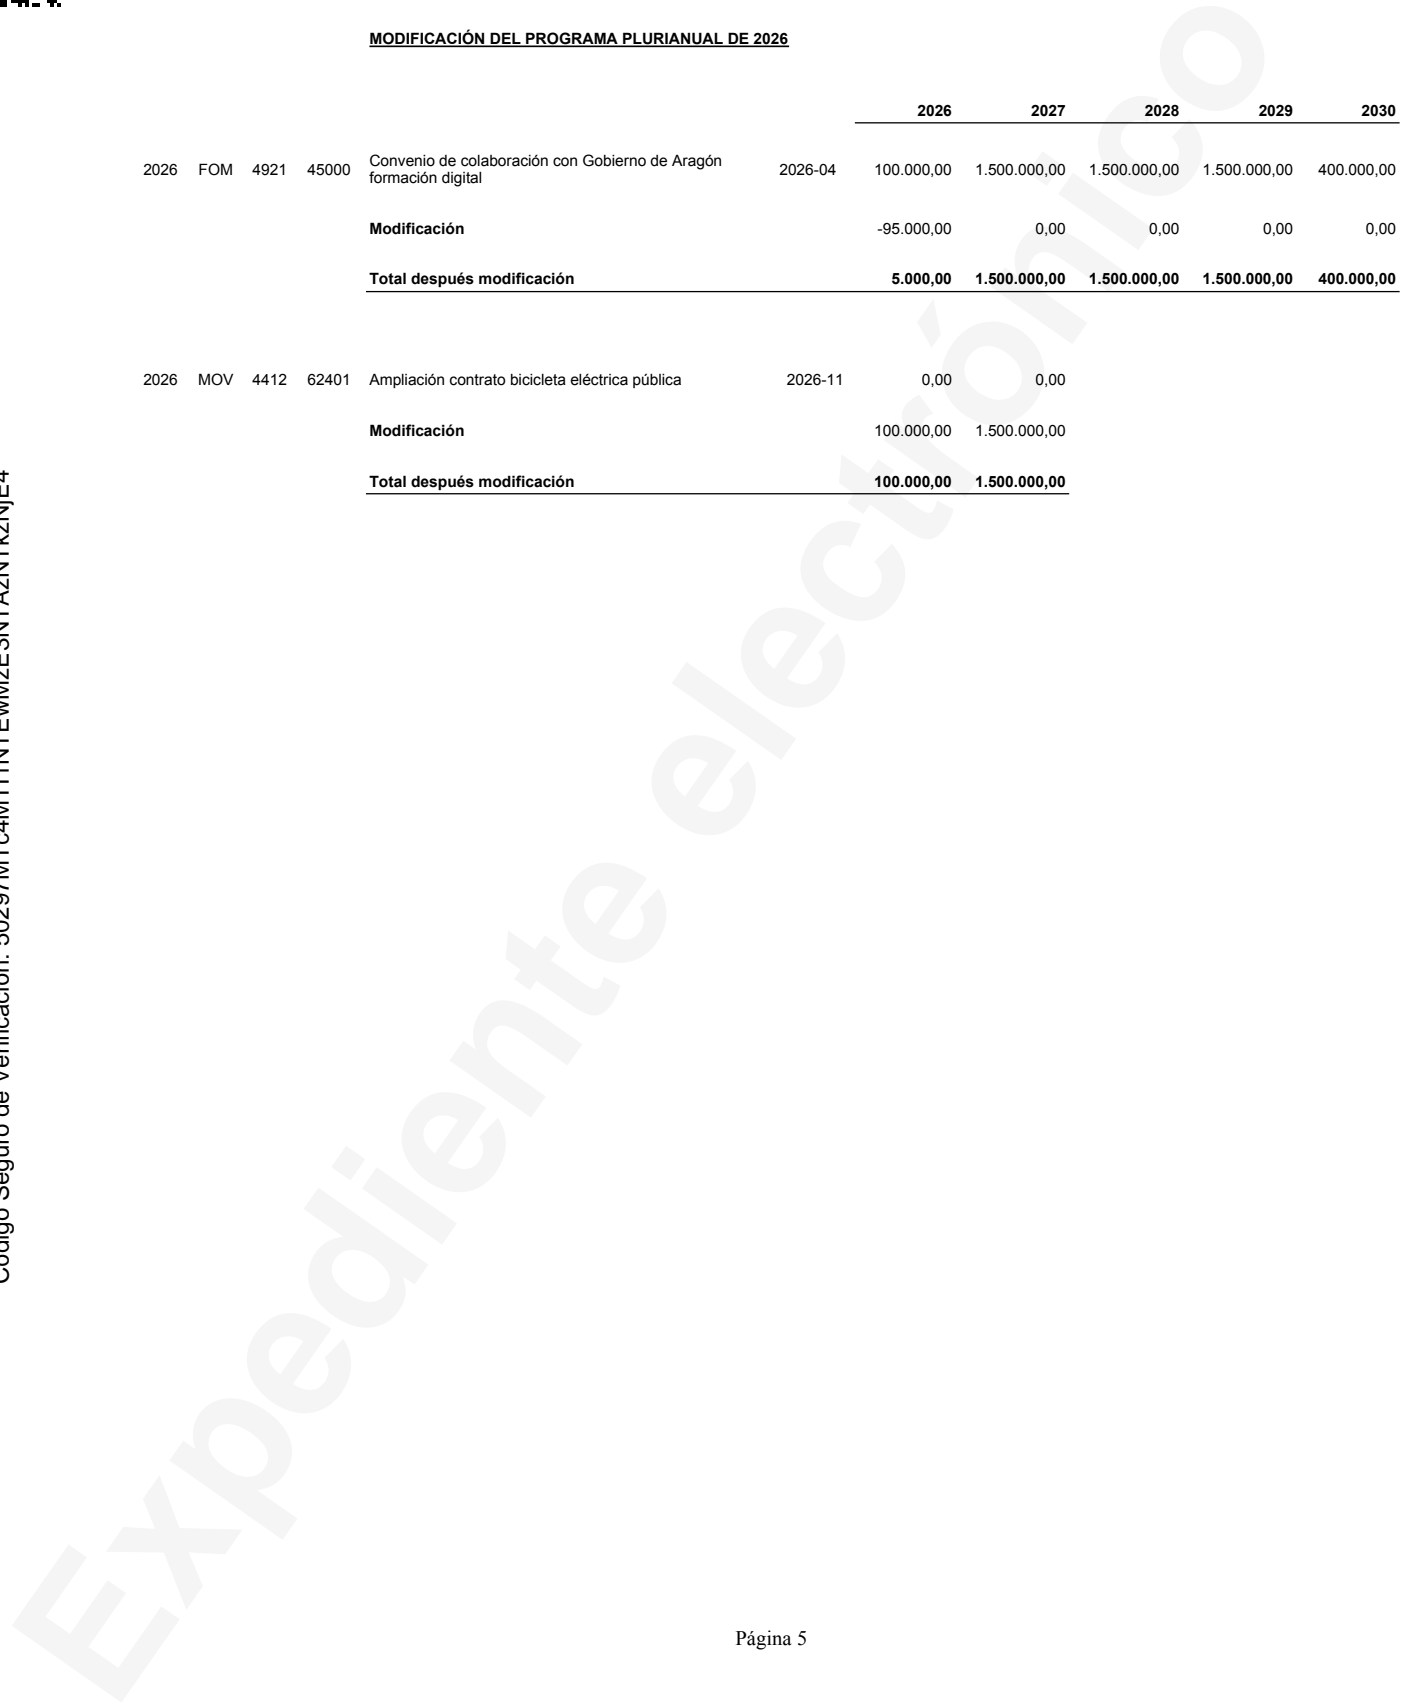 MODIFICACIÓN DEL PROGRAMA PLURIANUAL DE 2026
2026 2027 2028 2029 2030
2026 FOM 4921 45000 Convenio de colaboración con Gobierno de Aragón formación digital 2026-04 100.000,00 1.500.000,00 1.500.000,00 1.500.000,00 400.000,00
Modificación -95.000,00 0,00 0,00 0,00 0,00
Total después modificación 5.000,00 1.500.000,00 1.500.000,00 1.500.000,00 400.000,00
2026 MOV 4412 62401 Ampliación contrato bicicleta eléctrica pública 2026-11 0,00 0,00
Modificación 100.000,00 1.500.000,00
Total después modificación 100.000,00 1.500.000,00
Código Seguro de Verificación:
Expediente electrónico
Página 5